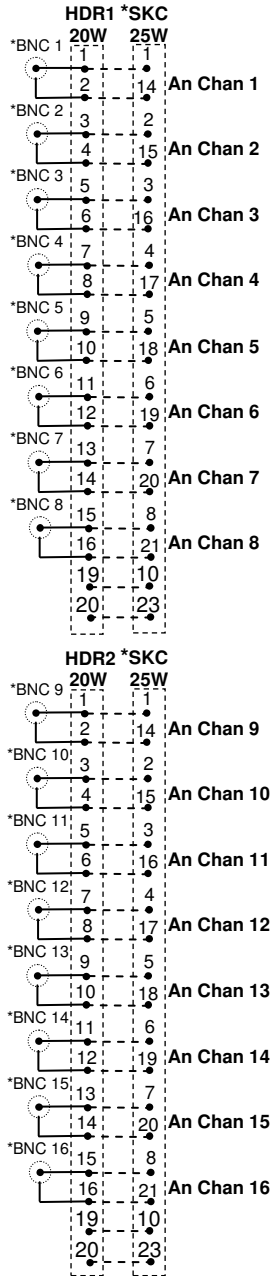 HDR1 *SKC
20W 25W
*BNC 1 1 1
2 14 An Chan 1
*BNC 2 3 2
4 15 An Chan 2
*BNC 3 5 3
6 16 An Chan 3
*BNC 4 7 4
8 17 An Chan 4
*BNC 5 9 5
10 18 An Chan 5
*BNC 6 11 6
12 19 An Chan 6
*BNC 7 13 7
14 20 An Chan 7
*BNC 8 15 8
16 21 An Chan 8
19 10
20 23
HDR2 *SKC
20W 25W
*BNC 9 1 1
2 14 An Chan 9
*BNC 10 3 2
4 15 An Chan 10
*BNC 11 5 3
6 16 An Chan 11
*BNC 12 7 4
8 17 An Chan 12
*BNC 13 9 5
10 18 An Chan 13
*BNC 14 11 6
12 19 An Chan 14
*BNC 15 13 7
14 20 An Chan 15
*BNC 16 15 8
16 21 An Chan 16
19 10
20 23